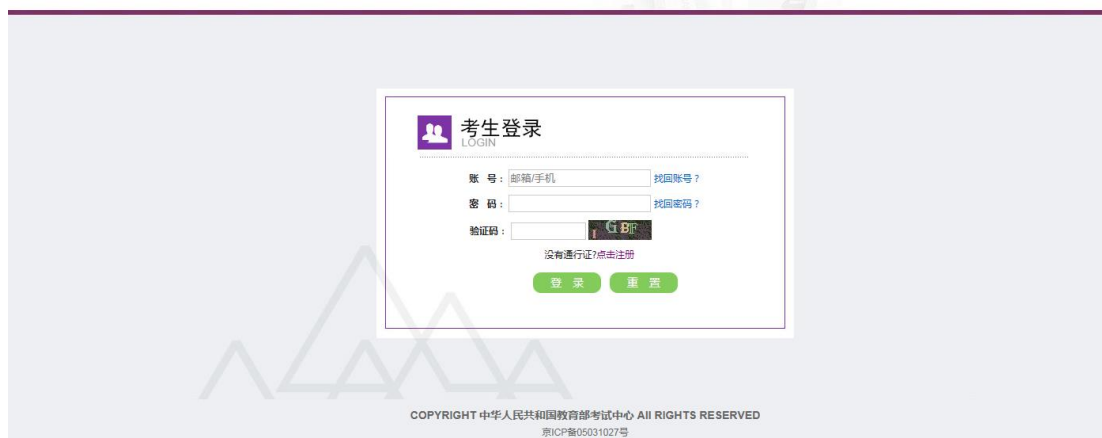 考生登录
LOGIN
账 号: 邮箱/手机 找回账号?
密 码: 找回密码?
验证码: IGBF
没有通行证?点击注册
登 录 重 置
COPYRIGHT 中华人民共和国教育部考试中心 All RIGHTS RESERVED
京ICP备05031027号